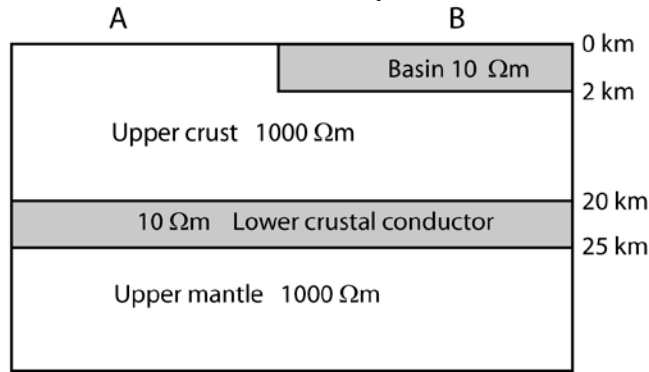 A B
0 km
Basin 10 Ωm
2 km
Upper crust 1000 Ωm
20 km
10 Ωm Lower crustal conductor
25 km
Upper mantle 1000 Ωm